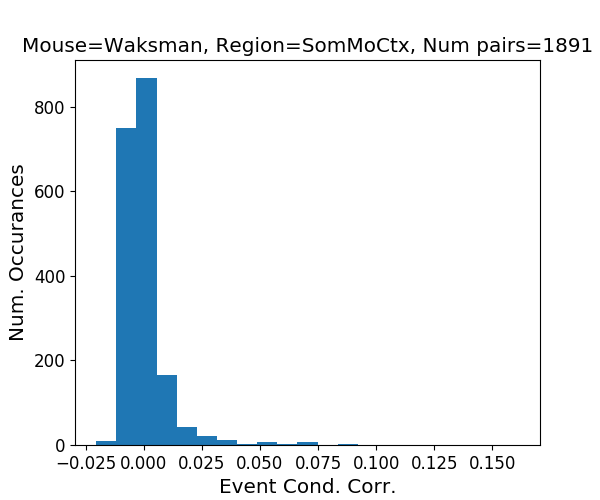 Mouse=Waksman, Region=SomMoCtx, Num pairs=1891
Num. Occurances
800
600
400
200
0
−0.025 0.000 0.025 0.050 0.075 0.100 0.125 0.150
Event Cond. Corr.